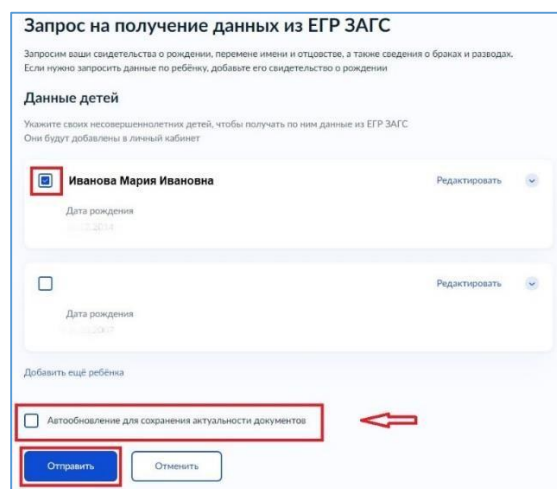 Запрос на получение данных из ЕГР ЗАГС
Запросим ваши свидетельства о рождении, перемене имени и отцовстве, а также сведения о браках и разводах.
Если нужно запросить данные по ребёнку, добавьте его свидетельство о рождении
Данные детей
Укажите своих несовершеннолетних детей, чтобы получать по ним данные из ЕГР ЗАГС
Они будут добавлены в личный кабинет
Иванова Мария Ивановна Редактировать
Дата рождения
Редактировать
Дата рождения
Добавить ещё ребёнка
Автообновление для сохранения актуальности документов
Отправить Отменить